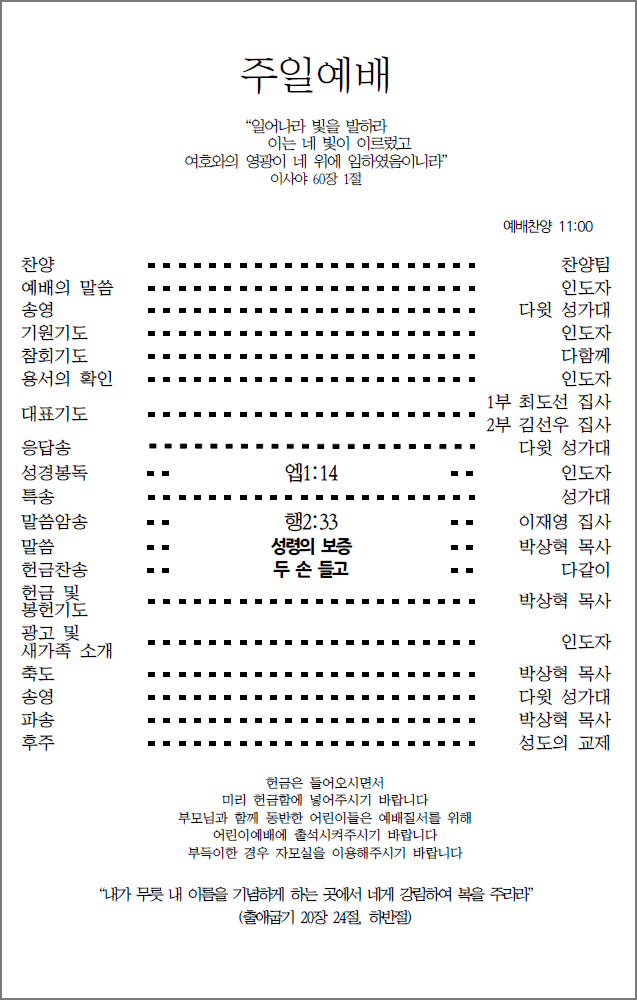 주일예배
“일어나라 빛을 발하라
이는 네 빛이 이르렀고
여호와의 영광이 네 위에 임하였음이니라”
이사야 60장 1절
예배찬양 11:00
찬양 찬양팀
예배의 말씀 인도자
송영 다윗 성가대
기원기도 인도자
참회기도 다함께
용서의 확인 인도자
대표기도 1부 최도선 집사
2부 김선우 집사
응답송 다윗 성가대
성경봉독 엡1:14 인도자
특송 성가대
말씀암송 행2:33 이재영 집사
말씀 성령의 보증 박상혁 목사
헌금찬송 두 손 들고 다같이
헌금 및
봉헌기도 박상혁 목사
광고 및
새가족 소개 인도자
축도 박상혁 목사
송영 다윗 성가대
파송 박상혁 목사
후주 성도의 교제
헌금은 들어오시면서
미리 헌금함에 넣어주시기 바랍니다
부모님과 함께 동반한 어린이들은 예배질서를 위해
어린이예배에 출석시켜주시기 바랍니다
부득이한 경우 자모실을 이용해주시기 바랍니다
“내가 무릇 내 이름을 기념하게 하는 곳에서 네게 강림하여 복을 주리라”
(출애굽기 20장 24절, 하반절)